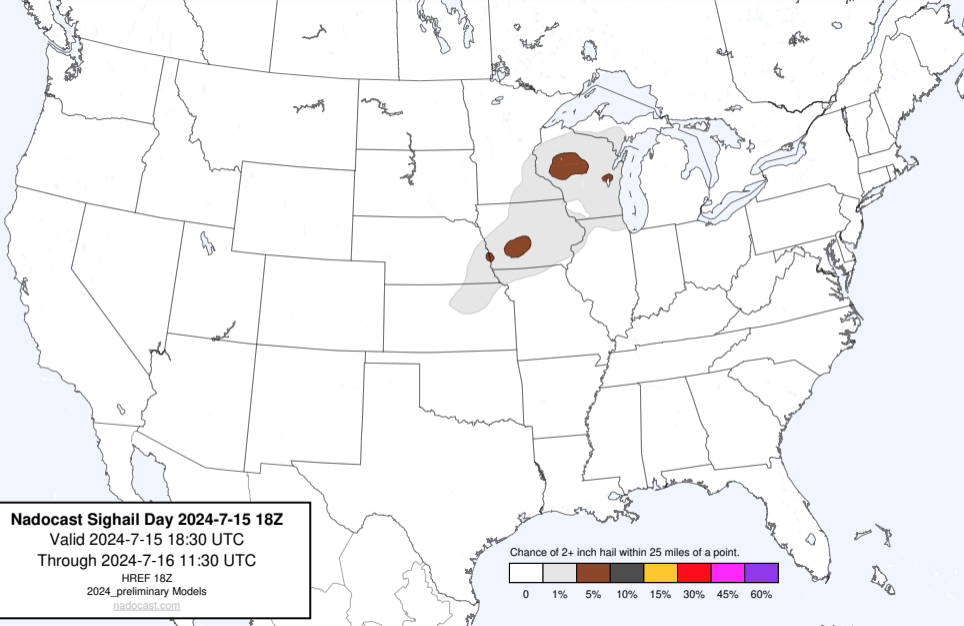 Nadocast Sighail Day 2024-7-15 18Z
Valid 2024-7-15 18:30 UTC
Through 2024-7-16 11:30 UTC
HREF 18Z
2024_preliminary Models
nadocast.com
Chance of 2+ inch hail within 25 miles of a point.
0 1% 5% 10% 15% 30% 45% 60%